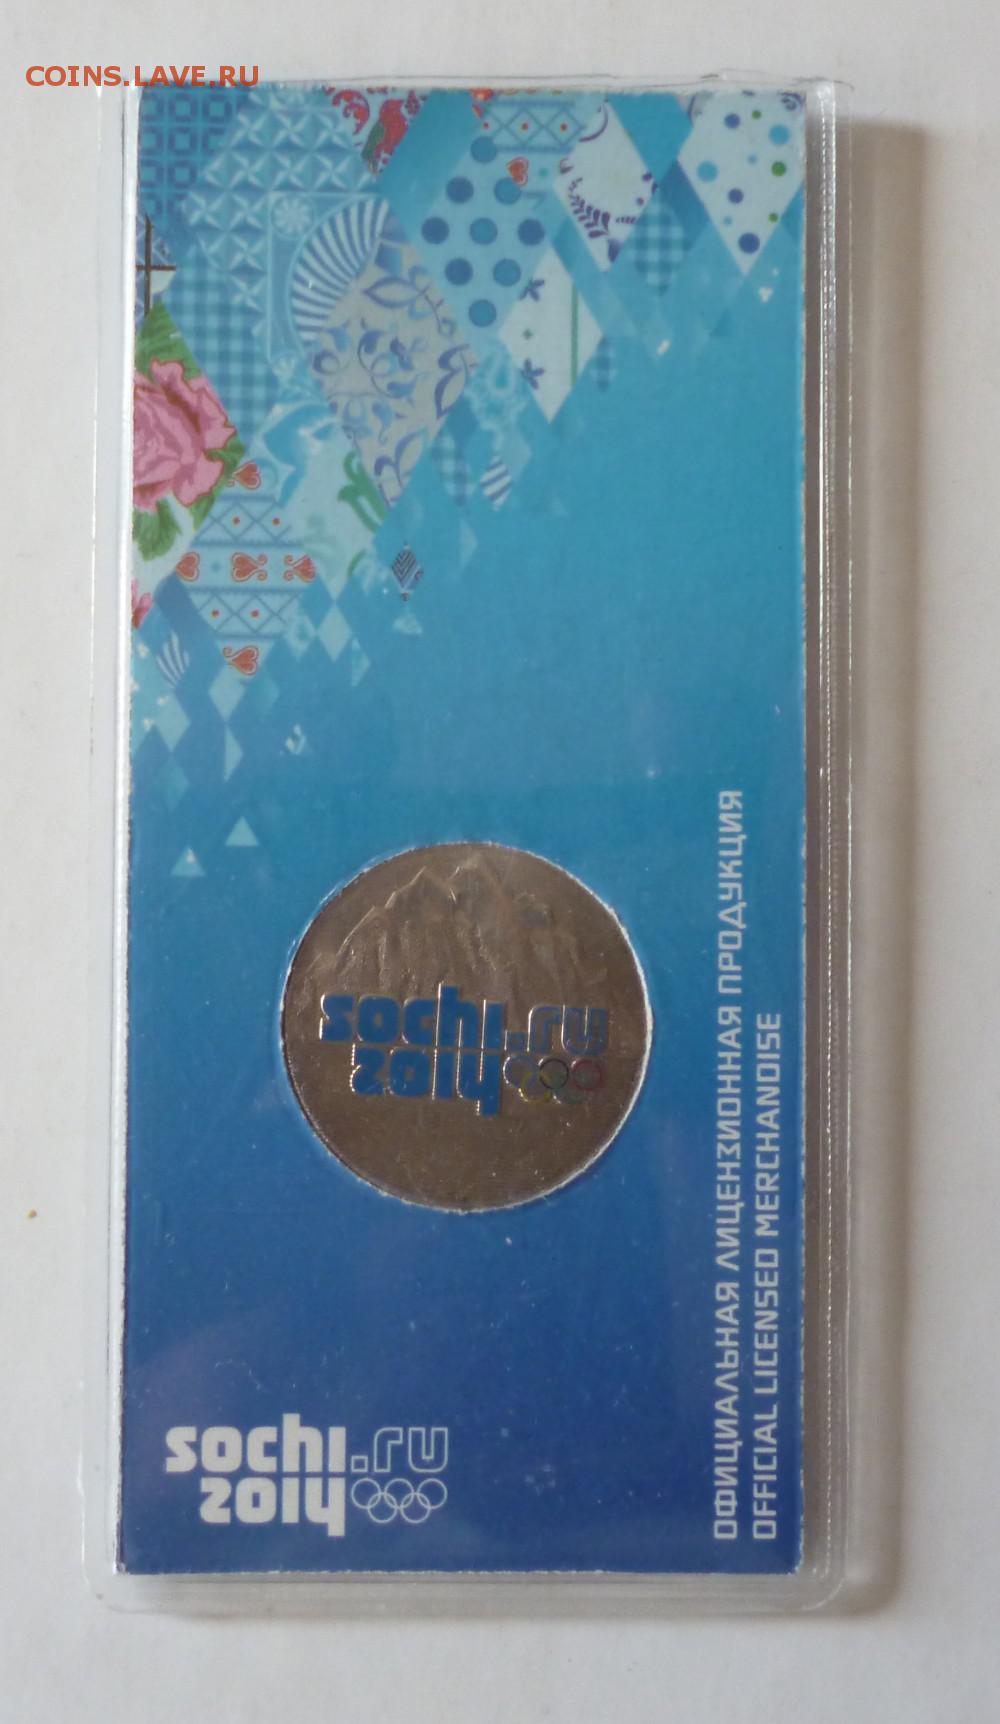 COINS.LAVE.RU
sochi.ru
2014
ОФИЦИАЛЬНАЯ ЛИЦЕНЗИОННАЯ ПРОДУКЦИЯ
OFFICIAL LICENSED MERCHANDISE
sochi.ru
2014